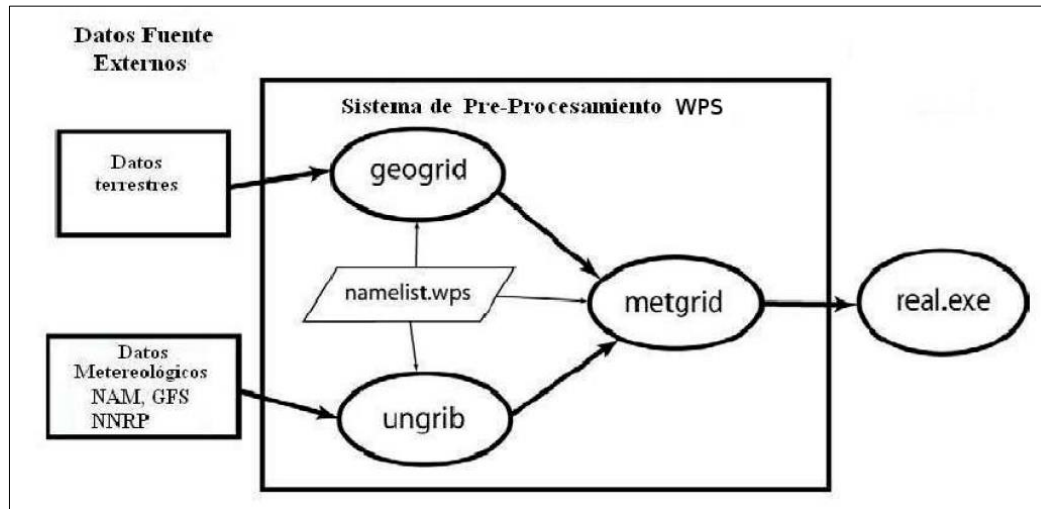 Datos Fuente
Externos
Sistema de Pre-Procesamiento WPS
Datos
terrestres
geogrid
namelist.wps
metgrid
real.exe
Datos
Metereológicos
NAM, GFS
NNRP
ungrib